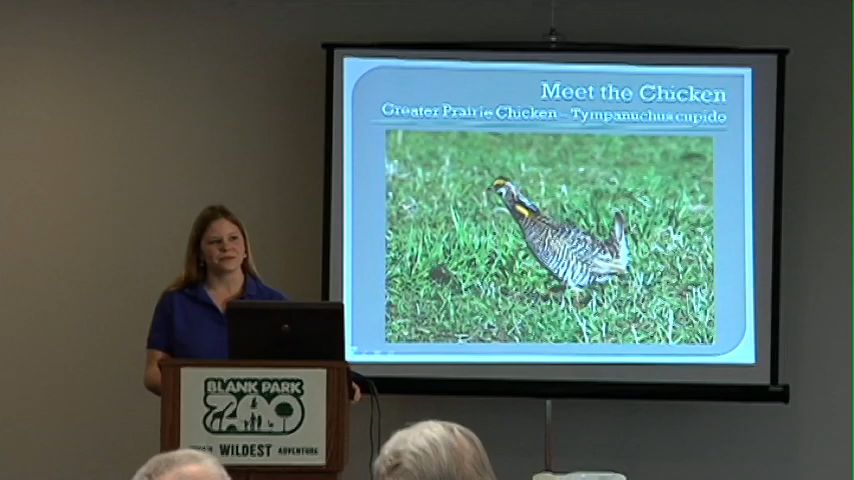 Meet the Chicken
Greater Prairie Chicken – Tympanuchus cupido
BLANK PARK
ZOO
WILDEST ADVENTURE